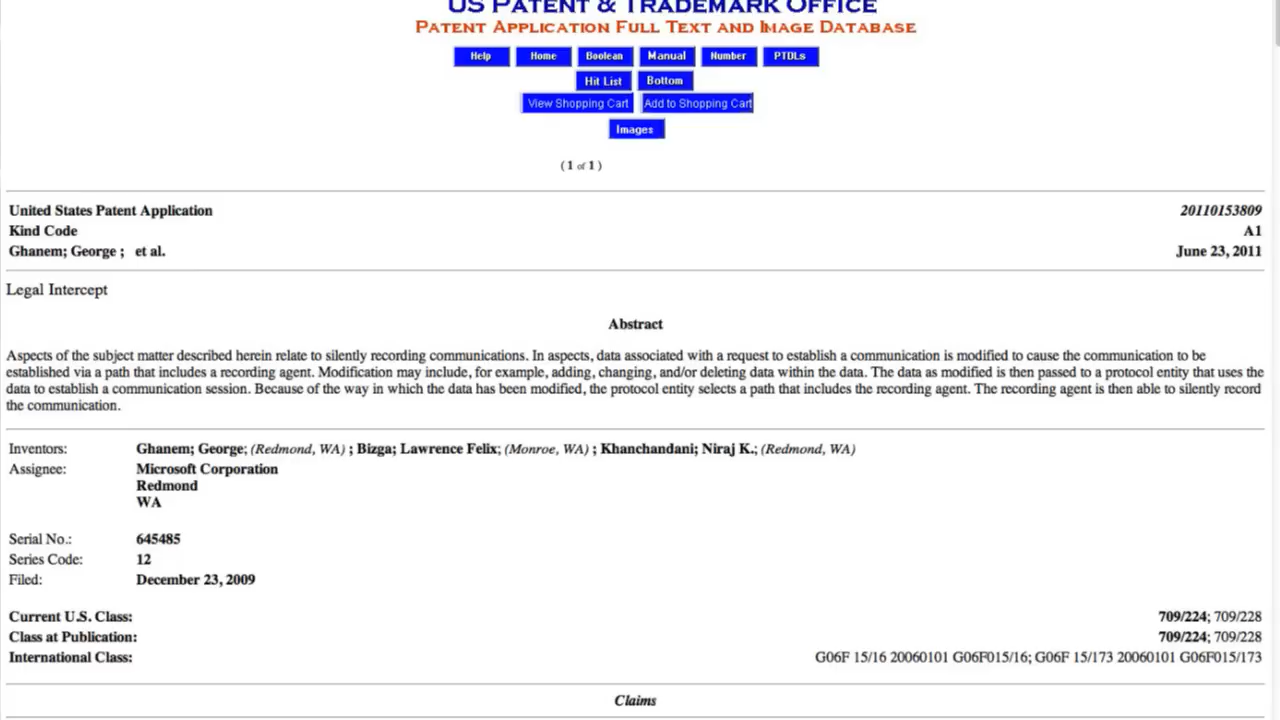 US PATENT & TRADEMARK OFFICE
PATENT APPLICATION FULL TEXT AND IMAGE DATABASE
Help Home Boolean Manual Number PTDLs
Hit List Bottom
View Shopping Cart Add to Shopping Cart
Images
( 1 of 1 )
United States Patent Application 20110153809
Kind Code A1
Ghanem; George ; et al. June 23, 2011
Legal Intercept
Abstract
Aspects of the subject matter described herein relate to silently recording communications. In aspects, data associated with a request to establish a communication is modified to cause the communication to be
established via a path that includes a recording agent. Modification may include, for example, adding, changing, and/or deleting data within the data. The data as modified is then passed to a protocol entity that uses the
data to establish a communication session. Because of the way in which the data has been modified, the protocol entity selects a path that includes the recording agent. The recording agent is then able to silently record
the communication.
Inventors: Ghanem; George; (Redmond, WA) ; Bizga; Lawrence Felix; (Monroe, WA) ; Khanchandani; Niraj K.; (Redmond, WA)
Assignee: Microsoft Corporation
Redmond
WA
Serial No.: 645485
Series Code: 12
Filed: December 23, 2009
Current U.S. Class: 709/224; 709/228
Class at Publication: 709/224; 709/228
International Class: G06F 15/16 20060101 G06F015/16; G06F 15/173 20060101 G06F015/173
Claims